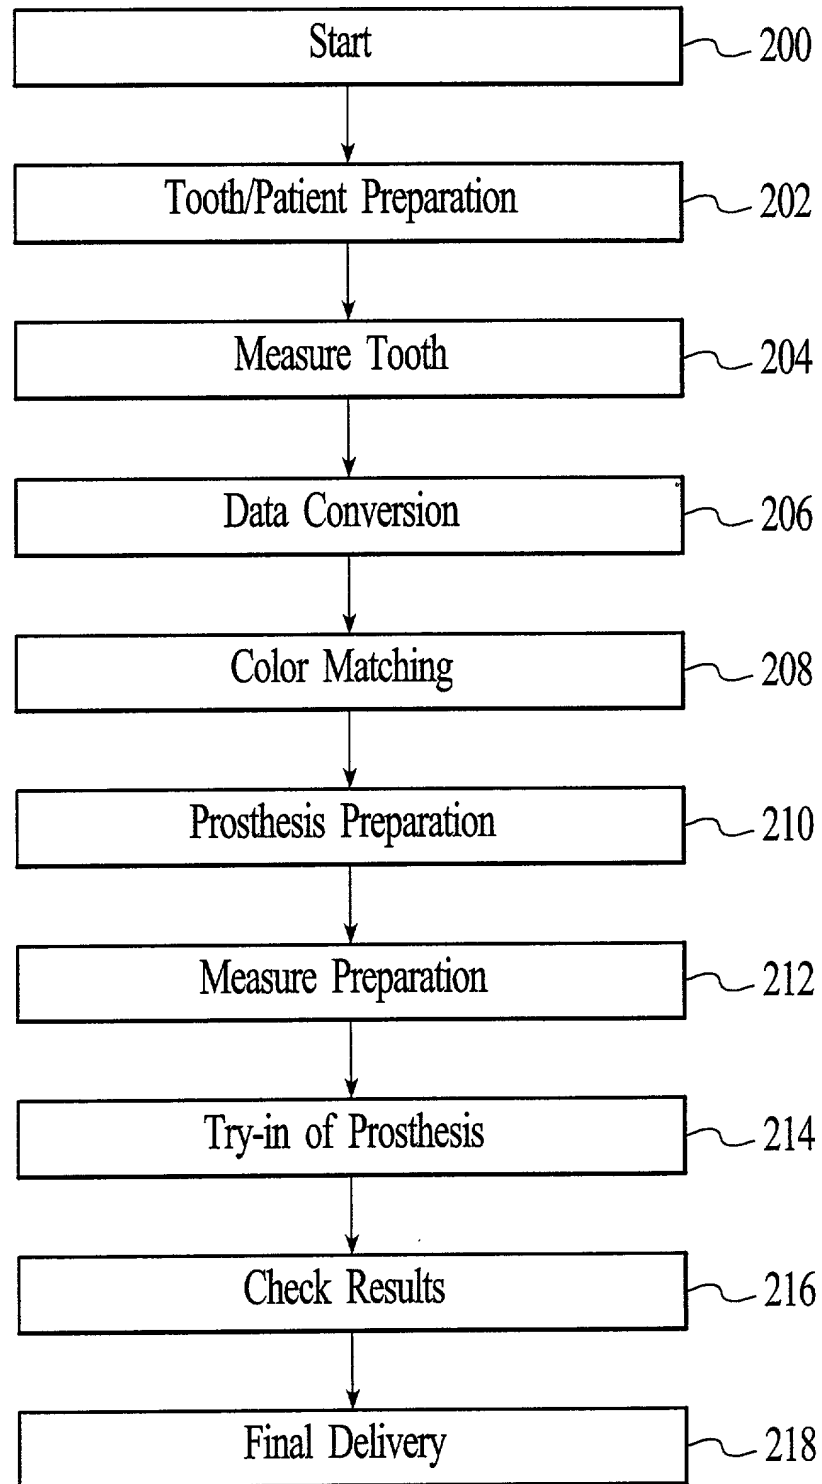 Start 200
Tooth/Patient Preparation 202
Measure Tooth 204
Data Conversion 206
Color Matching 208
Prosthesis Preparation 210
Measure Preparation 212
Try-in of Prosthesis 214
Check Results 216
Final Delivery 218